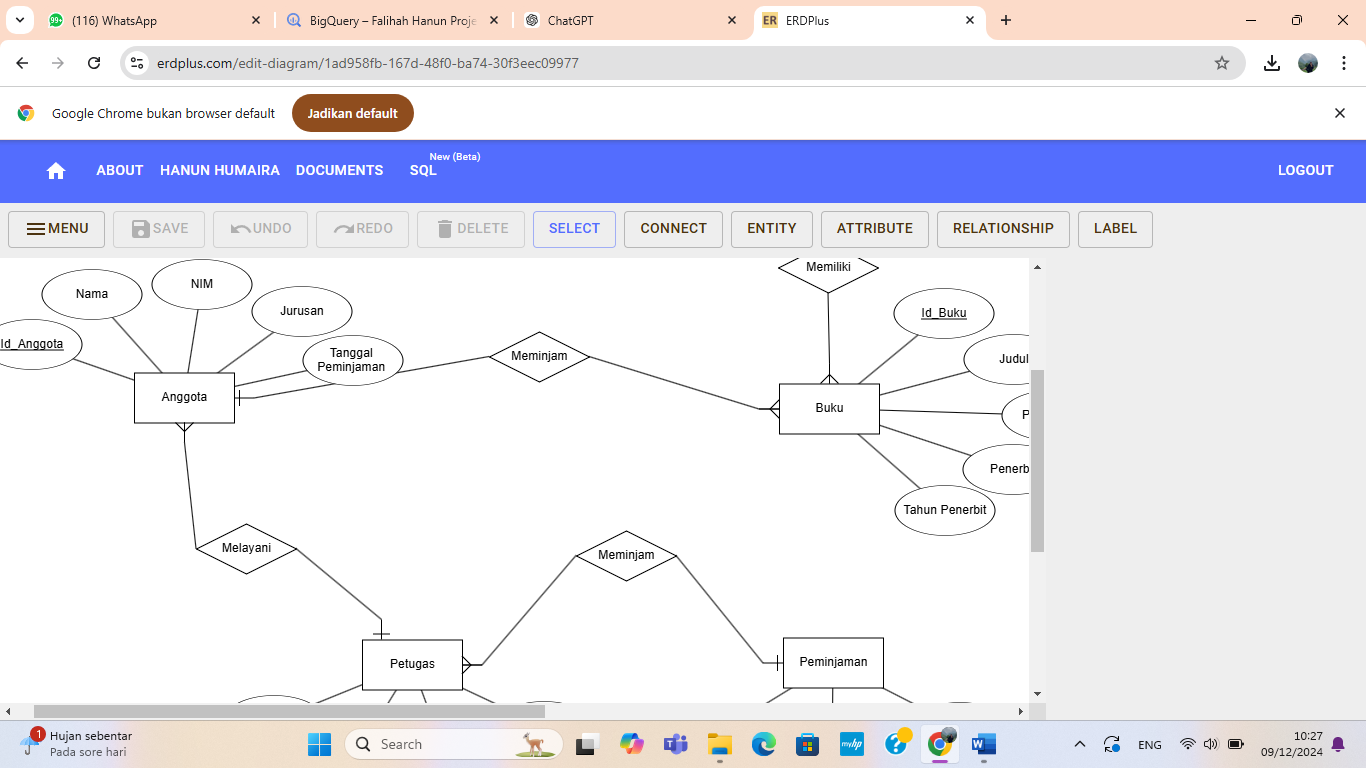 (116) WhatsApp
BigQuery – Falihah Hanun Proje
ChatGPT
ER ERDPlus
erdplus.com/edit-diagram/1ad958fb-167d-48f0-ba74-30f3eec09977
Google Chrome bukan browser default
Jadikan default
New (Beta)
ABOUT HANUN HUMAIRA DOCUMENTS SQL LOGOUT
MENU SAVE UNDO REDO DELETE SELECT CONNECT ENTITY ATTRIBUTE RELATIONSHIP LABEL
Memiliki
NIM
Nama
Jurusan
Id_Buku
Id_Anggota
Tanggal
Peminjaman
Meminjam
Judul
Anggota
Buku
P
Penerb
Tahun Penerbit
Melayani
Meminjam
Petugas
Peminjaman
1
Hujan sebentar
Pada sore hari
Search
myhp
ENG
10:27
09/12/2024